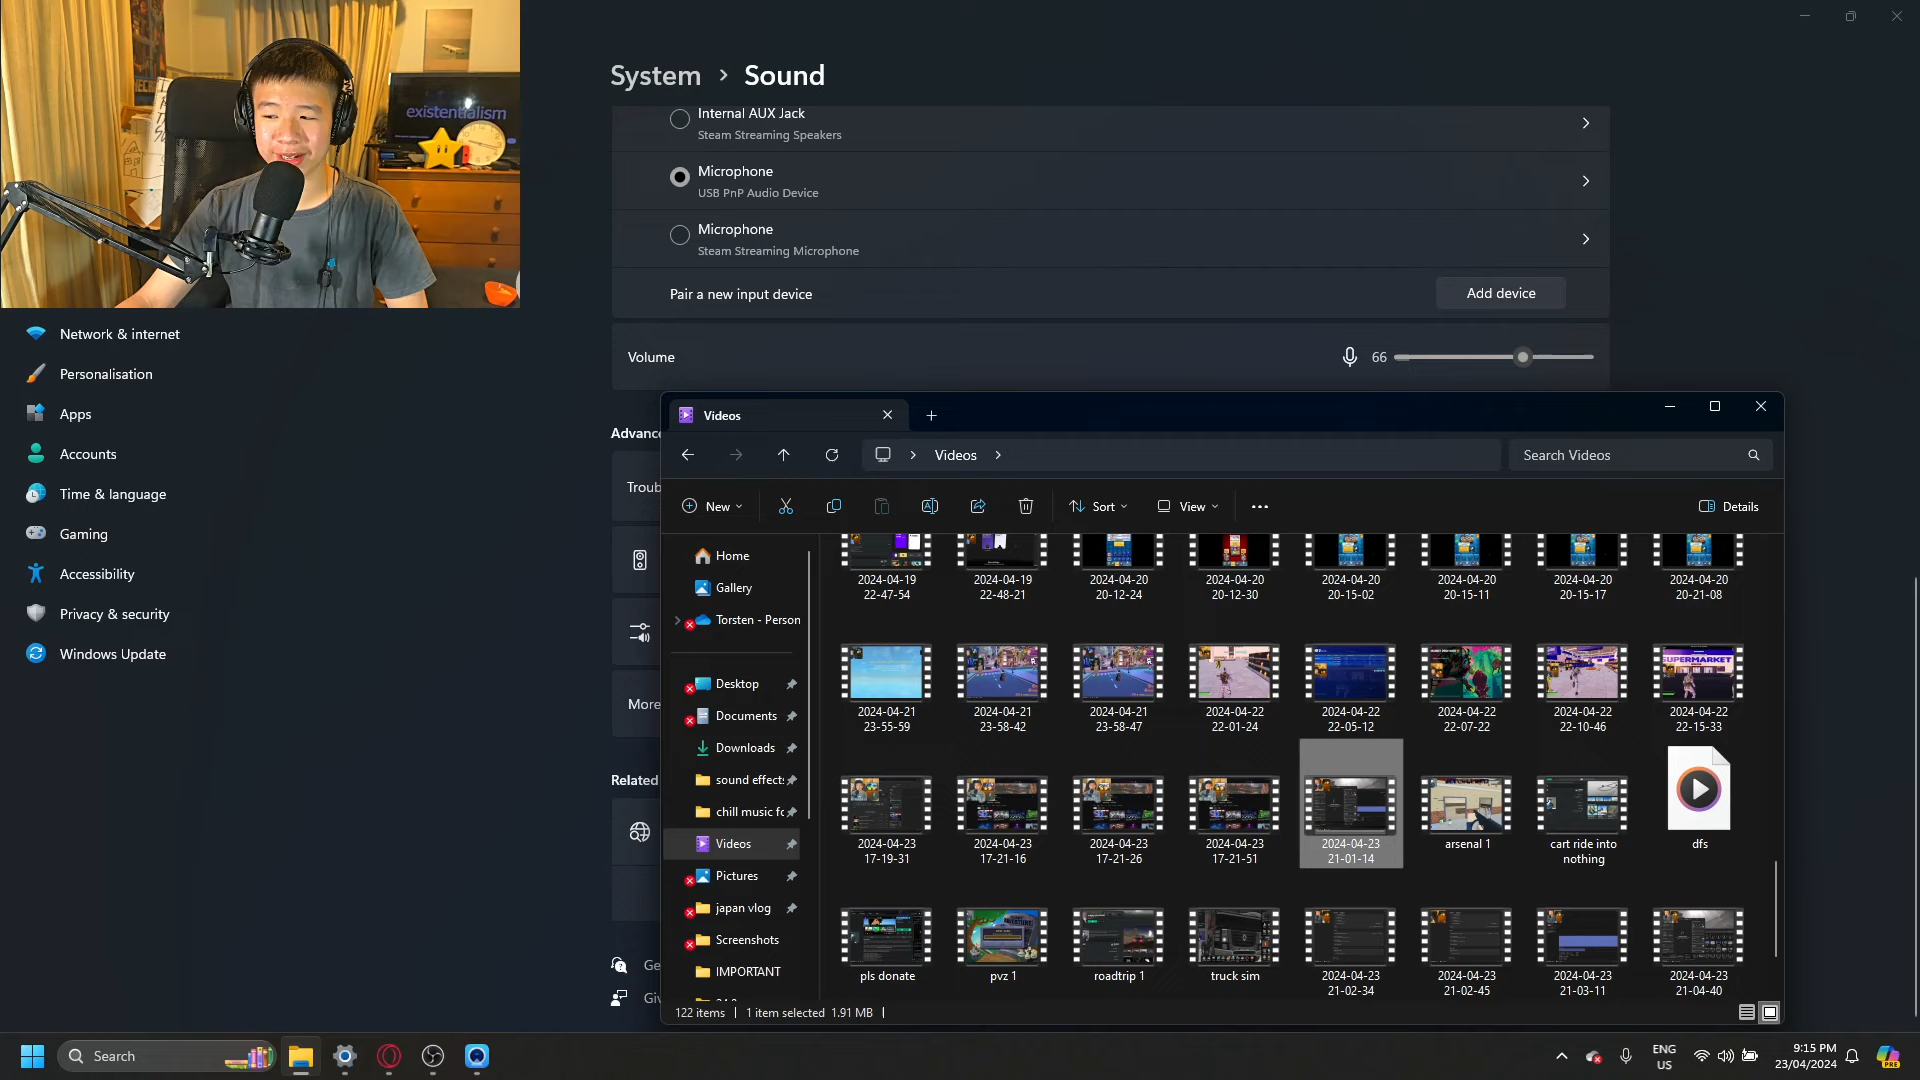 existentialism
System > Sound
Internal AUX Jack
Steam Streaming Speakers
Microphone
USB PnP Audio Device
Microphone
Steam Streaming Microphone
Pair a new input device
Add device
Volume
66
Network & internet
Personalisation
Apps
Accounts
Time & language
Gaming
Accessibility
Privacy & security
Windows Update
Advanc
Troub
More
Related
Ge
Giv
Videos
Videos
Search Videos
New
Sort
View
Details
Home
Gallery
Torsten - Person
Desktop
Documents
Downloads
sound effect
chill music fo
Videos
Pictures
japan vlog
Screenshots
IMPORTANT
2024-04-19 2024-04-19 2024-04-20 2024-04-20 2024-04-20 2024-04-20 2024-04-20 2024-04-20
22-47-54 22-48-21 20-12-24 20-12-30 20-15-02 20-15-11 20-15-17 20-21-08
SUPERMARKET
2024-04-21 2024-04-21 2024-04-21 2024-04-22 2024-04-22 2024-04-22 2024-04-22 2024-04-22
23-55-59 23-58-42 23-58-47 22-01-24 22-05-12 22-07-22 22-10-46 22-15-33
2024-04-23 2024-04-23 2024-04-23 2024-04-23 2024-04-23 arsenal 1 cart ride into dfs
17-19-31 17-21-16 17-21-26 17-21-51 21-01-14 nothing
pls donate pvz 1 roadtrip 1 truck sim 2024-04-23 2024-04-23 2024-04-23 2024-04-23
21-02-34 21-02-45 21-03-11 21-04-40
122 items 1 item selected 1.91 MB
Search
ENG
US
9:15 PM
23/04/2024
PRE